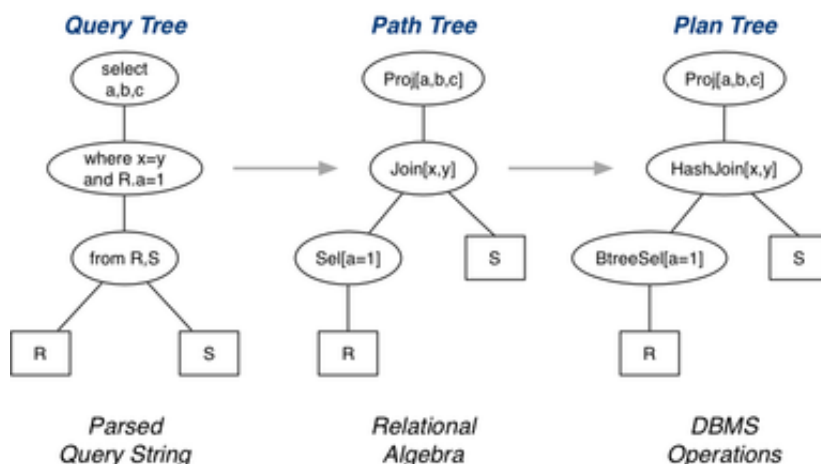 Query Tree
Path Tree
Plan Tree
select
a,b,c
Proj[a,b,c]
Proj[a,b,c]
where x=y
and R.a=1
Join[x,y]
HashJoin[x,y]
from R,S
Sel[a=1]
S
BtreeSel[a=1]
S
R
S
R
R
Parsed
Query String
Relational
Algebra
DBMS
Operations